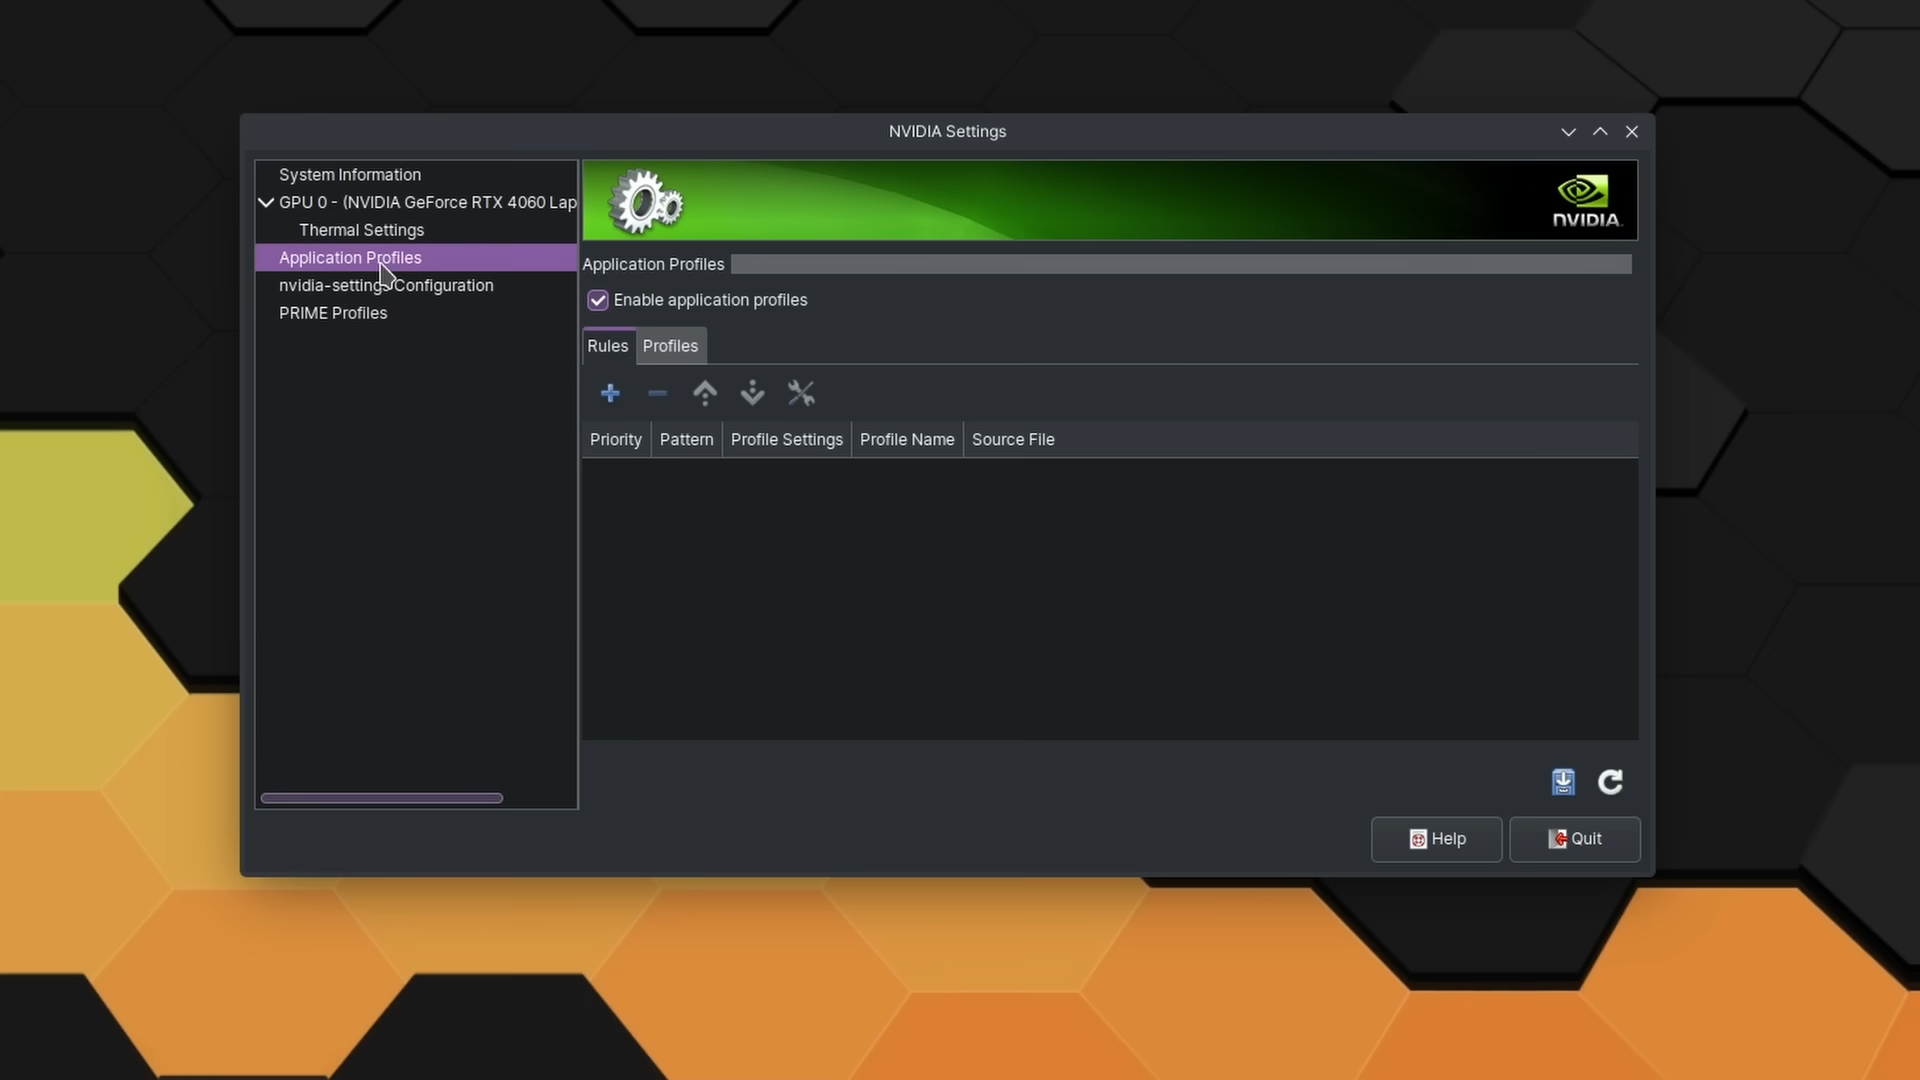 NVIDIA Settings
System Information
GPU 0 - (NVIDIA GeForce RTX 4060 Lap
Thermal Settings
Application Profiles
nvidia-settings Configuration
PRIME Profiles
NVIDIA.
Application Profiles
Enable application profiles
Rules Profiles
Priority Pattern Profile Settings Profile Name Source File
Help Quit